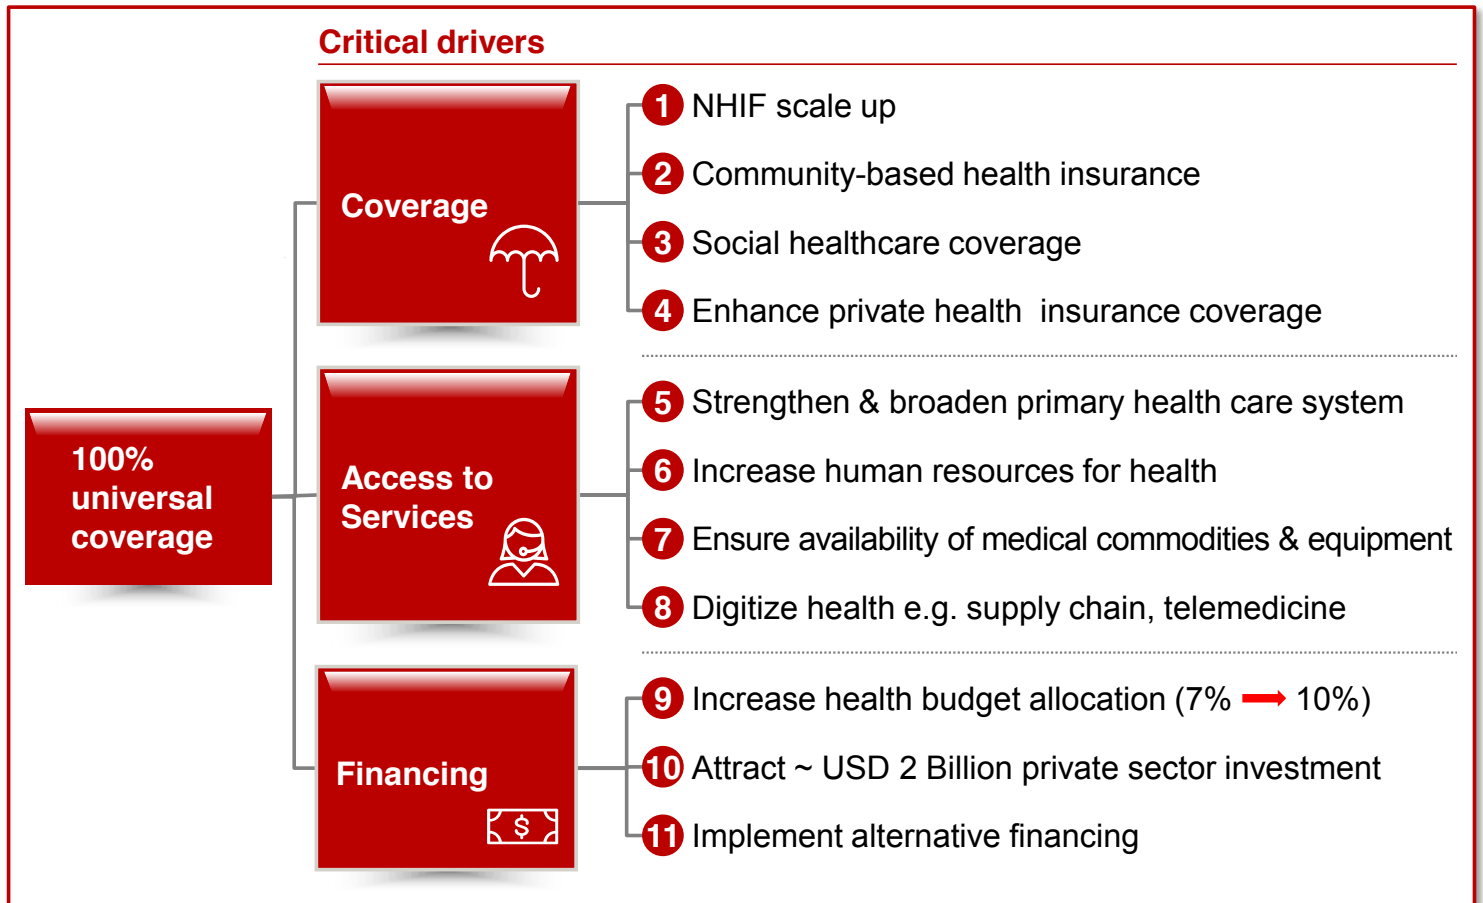 Critical drivers
100%
universal
coverage
Coverage
1 NHIF scale up
2 Community-based health insurance
3 Social healthcare coverage
4 Enhance private health  insurance coverage
Access to
Services
5 Strengthen & broaden primary health care system
6 Increase human resources for health
7 Ensure availability of medical commodities & equipment
8 Digitize health e.g. supply chain, telemedicine
Financing
$
9 Increase health budget allocation (7% ➡ 10%)
10 Attract ~ USD 2 Billion private sector investment
11 Implement alternative financing